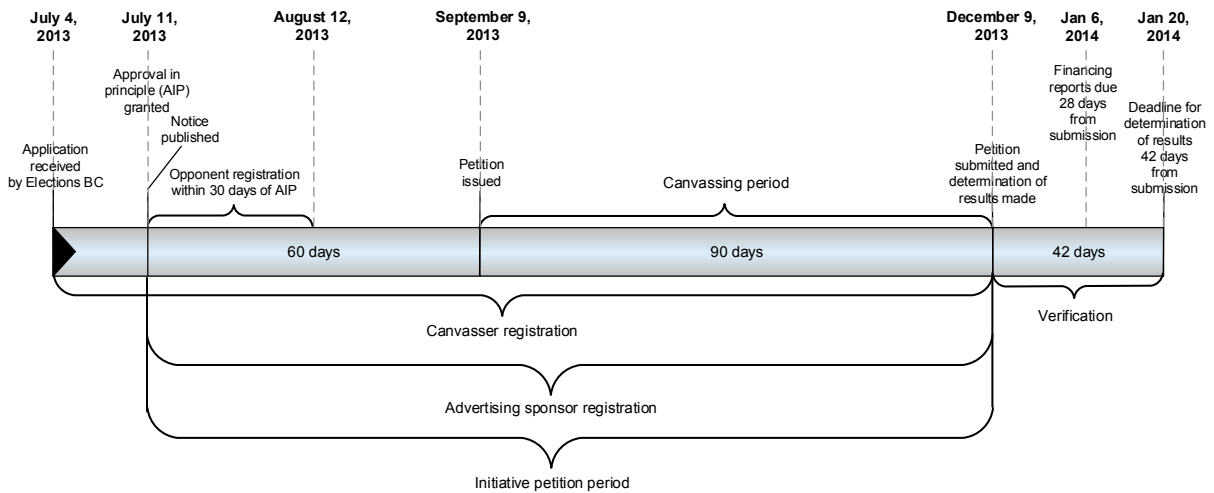 July 4,
2013
July 11,
2013
August 12,
2013
September 9,
2013
December 9,
2013
Jan 6,
2014
Jan 20,
2014
Application
received
by Elections BC
Approval in
principle (AIP)
granted
Notice
published
Opponent registration
within 30 days of AIP
Petition
issued
Canvassing period
Petition
submitted and
determination of
results made
Financing
reports due
28 days
from
submission
Deadline for
determination
of results
42 days
from
submission
60 days
90 days
42 days
Canvasser registration
Verification
Advertising sponsor registration
Initiative petition period